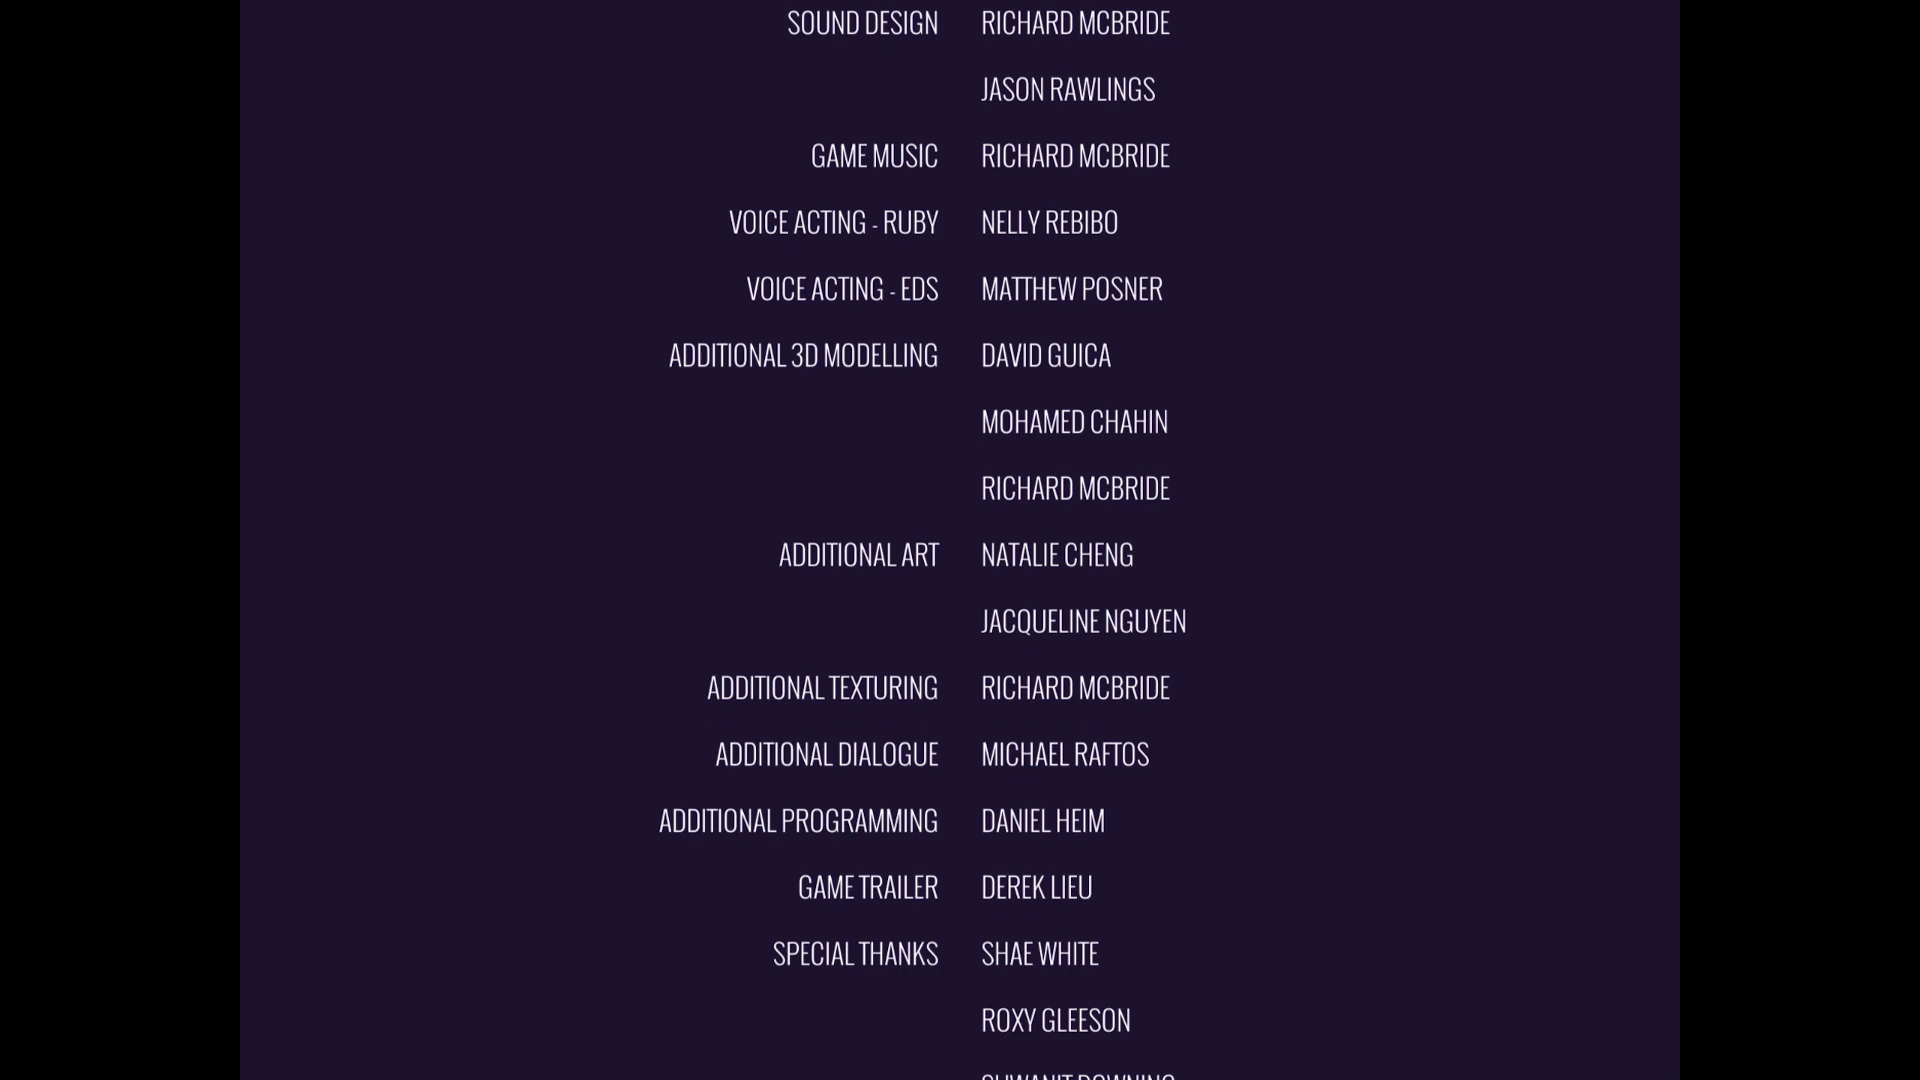 SOUND DESIGN RICHARD MCBRIDE
JASON RAWLINGS
GAME MUSIC RICHARD MCBRIDE
VOICE ACTING - RUBY NELLY REBIBO
VOICE ACTING - EDS MATTHEW POSNER
ADDITIONAL 3D MODELLING DAVID GUICA
MOHAMED CHAHIN
RICHARD MCBRIDE
ADDITIONAL ART NATALIE CHENG
JACQUELINE NGUYEN
ADDITIONAL TEXTURING RICHARD MCBRIDE
ADDITIONAL DIALOGUE MICHAEL RAFTOS
ADDITIONAL PROGRAMMING DANIEL HEIM
GAME TRAILER DEREK LIEU
SPECIAL THANKS SHAE WHITE
ROXY GLEESON